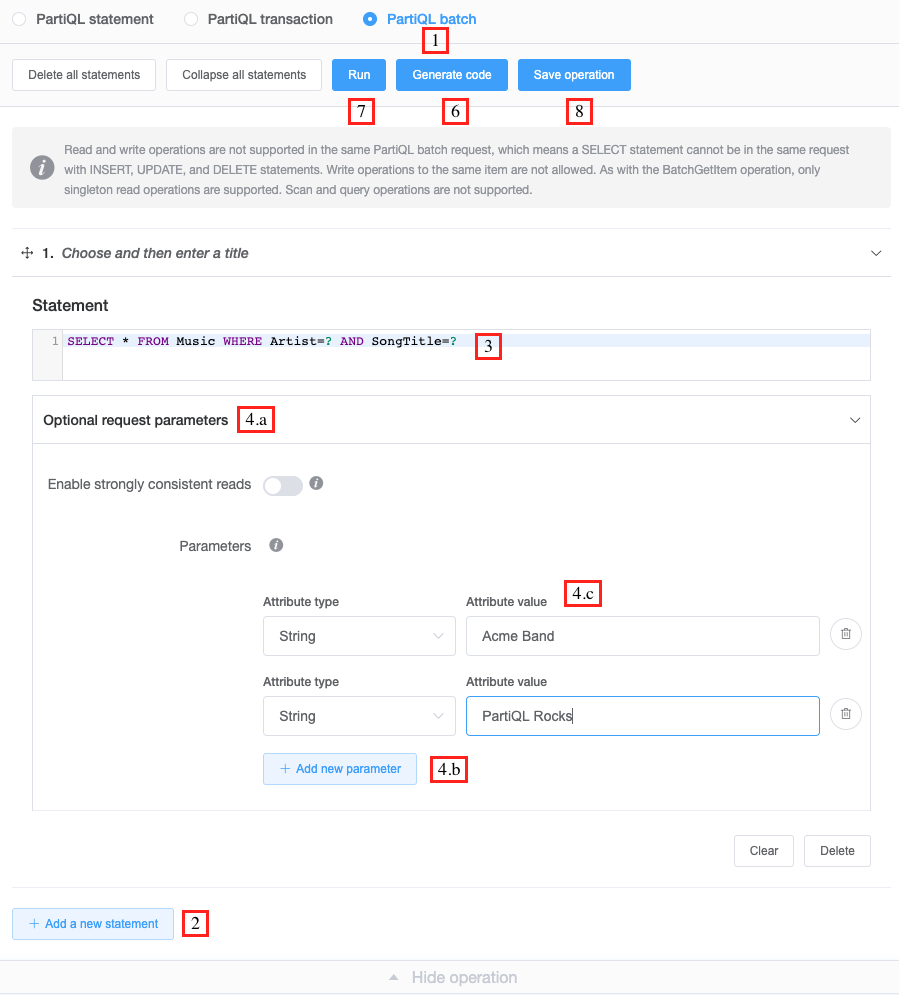 PartiQL statement PartiQL transaction PartiQL batch
1
Delete all statements Collapse all statements Run Generate code Save operation
7 6 8
i Read and write operations are not supported in the same PartiQL batch request, which means a SELECT statement cannot be in the same request
with INSERT, UPDATE, and DELETE statements. Write operations to the same item are not allowed. As with the BatchGetItem operation, only
singleton read operations are supported. Scan and query operations are not supported.
1. Choose and then enter a title
Statement
1 SELECT * FROM Music WHERE Artist=? AND SongTitle=? 3
Optional request parameters 4.a
Enable strongly consistent reads i
Parameters i
Attribute type Attribute value 4.c
String Acme Band
Attribute type Attribute value
String PartiQL Rocks
+ Add new parameter 4.b
Clear Delete
+ Add a new statement 2
Hide operation